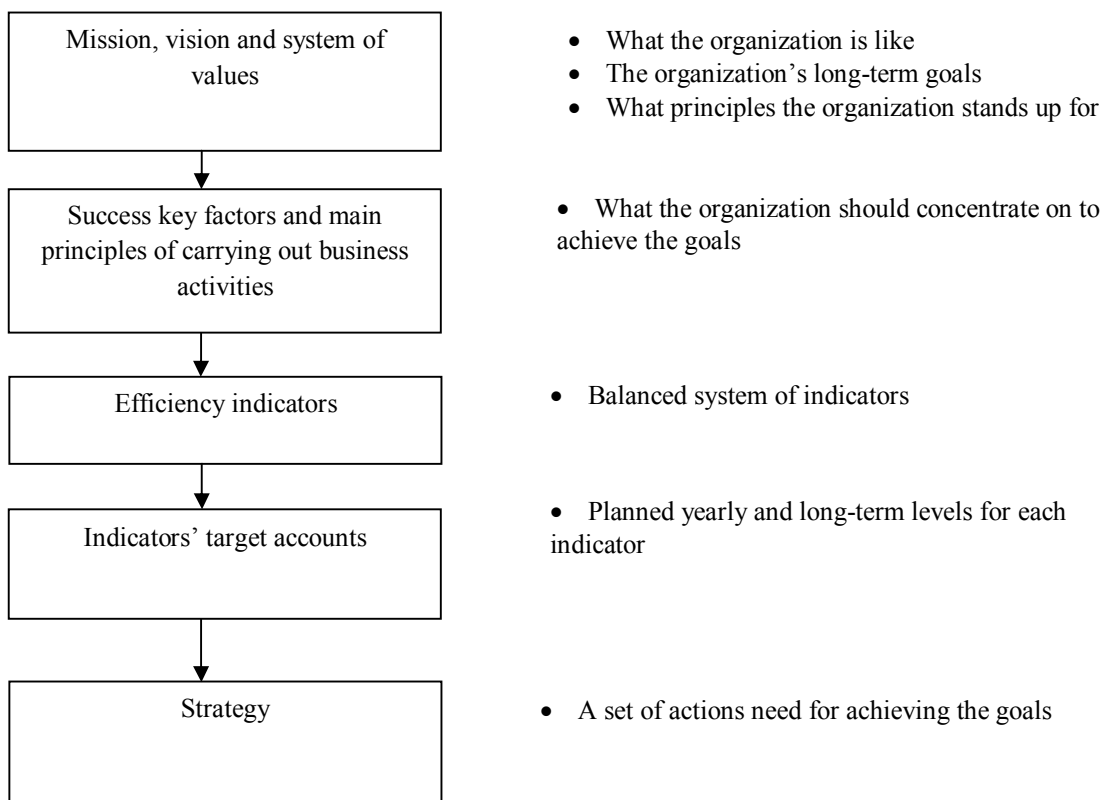 Mission, vision and system of
values
• What the organization is like
• The organization's long-term goals
• What principles the organization stands up for
Success key factors and main
principles of carrying out business
activities
• What the organization should concentrate on to
achieve the goals
Efficiency indicators
• Balanced system of indicators
Indicators' target accounts
• Planned yearly and long-term levels for each
indicator
Strategy
• A set of actions need for achieving the goals